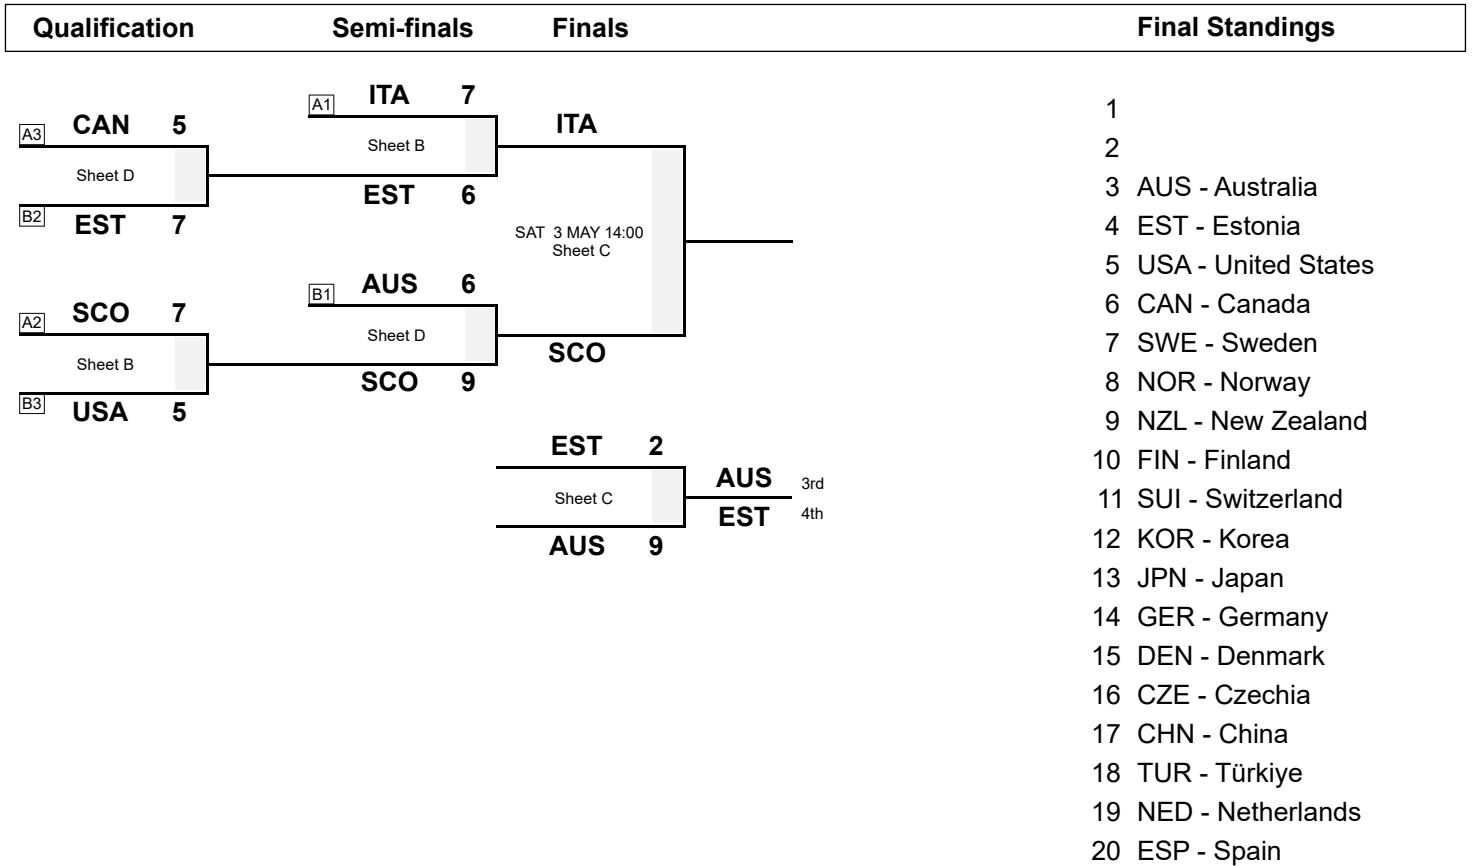 Qualification Semi-finals Finals Final Standings
A1 ITA 7
A3 CAN 5
Sheet D
B2 EST 7
Sheet B
EST 6
ITA
SAT 3 MAY 14:00
Sheet C
SCO
A2 SCO 7
Sheet B
B3 USA 5
B1 AUS 6
Sheet D
SCO 9
EST 2
Sheet C
AUS 9
AUS 3rd
EST 4th
1
2
3 AUS - Australia
4 EST - Estonia
5 USA - United States
6 CAN - Canada
7 SWE - Sweden
8 NOR - Norway
9 NZL - New Zealand
10 FIN - Finland
11 SUI - Switzerland
12 KOR - Korea
13 JPN - Japan
14 GER - Germany
15 DEN - Denmark
16 CZE - Czechia
17 CHN - China
18 TUR - Türkiye
19 NED - Netherlands
20 ESP - Spain